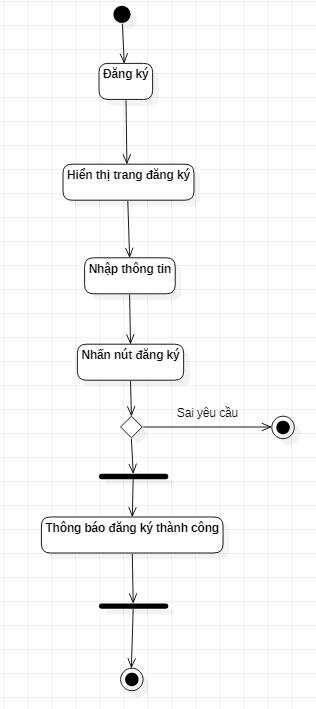 Đăng ký
Hiển thị trang đăng ký
Nhập thông tin
Nhấn nút đăng ký
Sai yêu cầu
Thông báo đăng ký thành công